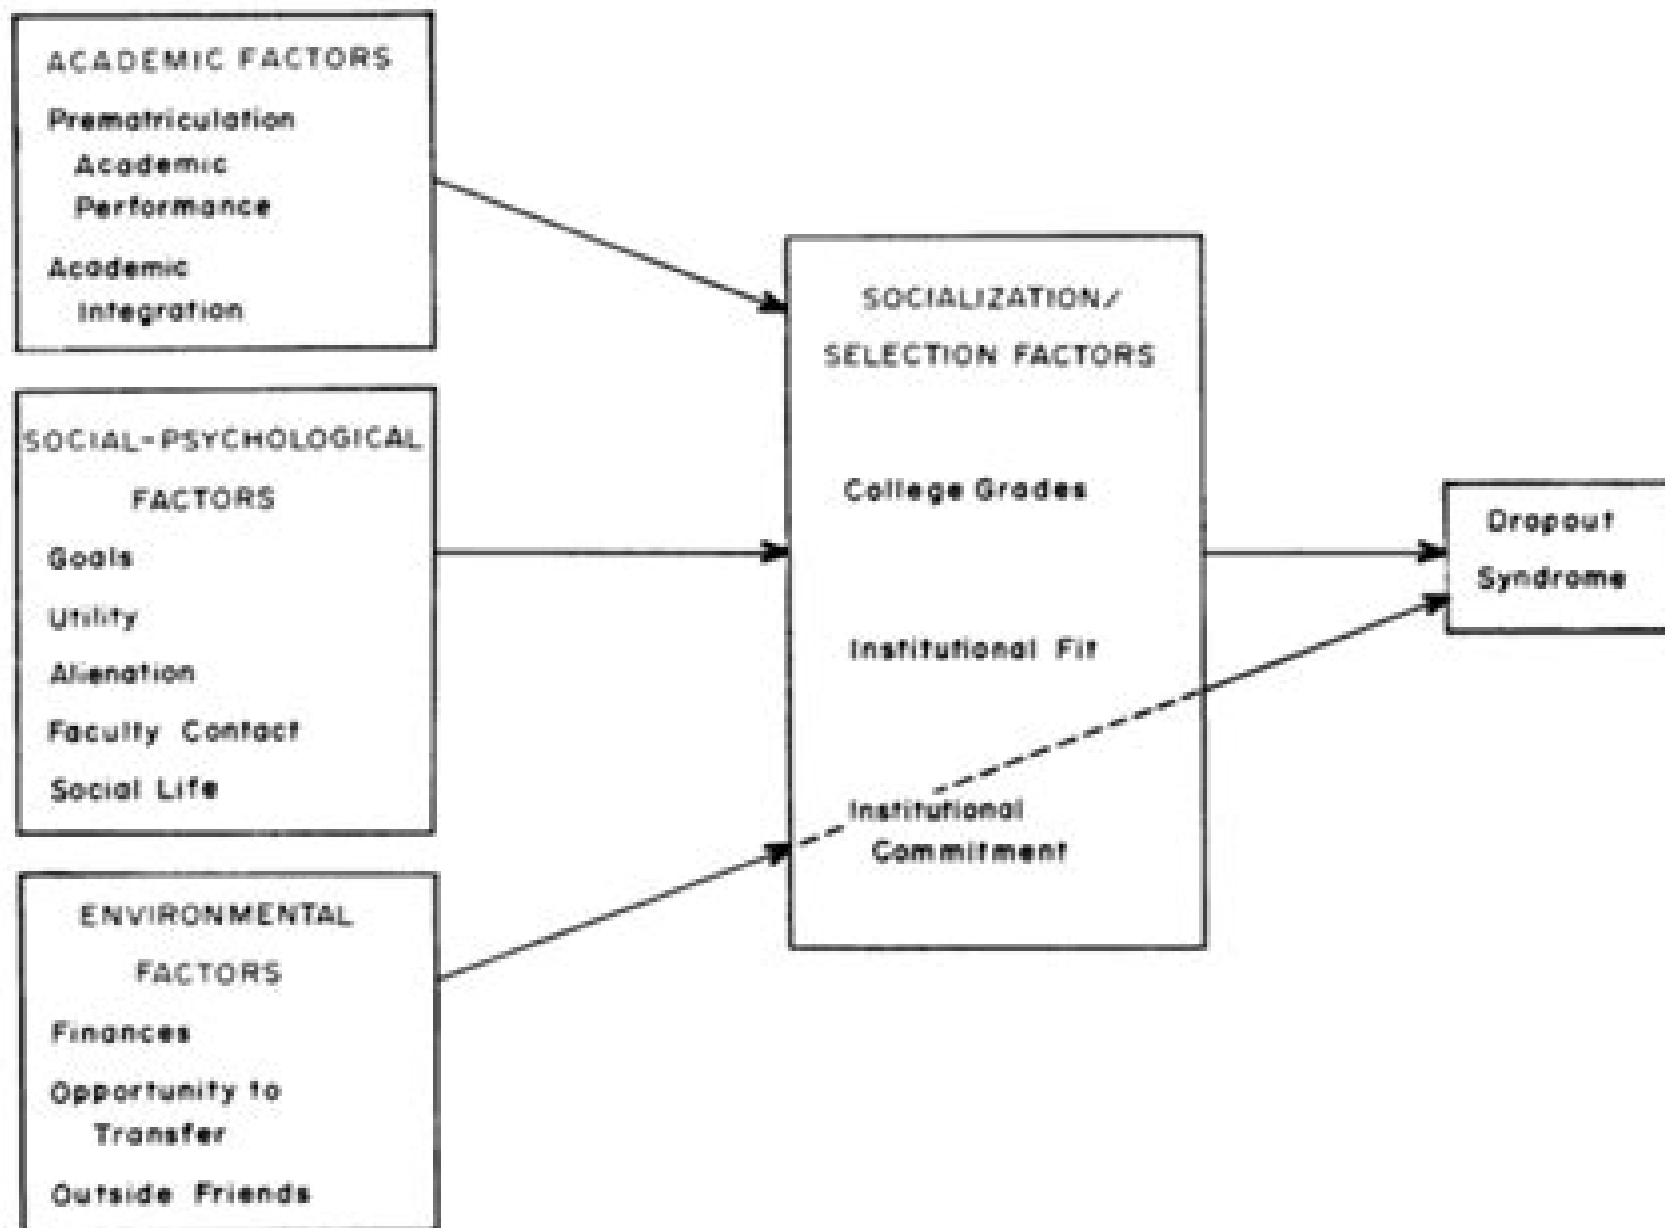 ACADEMIC FACTORS
Prematriculation
Academic
Performance
Academic
Integration
SOCIAL-PSYCHOLOGICAL
FACTORS
Goals
Utility
Alienation
Faculty Contact
Social Life
ENVIRONMENTAL
FACTORS
Finances
Opportunity to
Transfer
Outside Friends
SOCIALIZATION/
SELECTION FACTORS
College Grades
Institutional Fit
Institutional
Commitment
Dropout
Syndrome